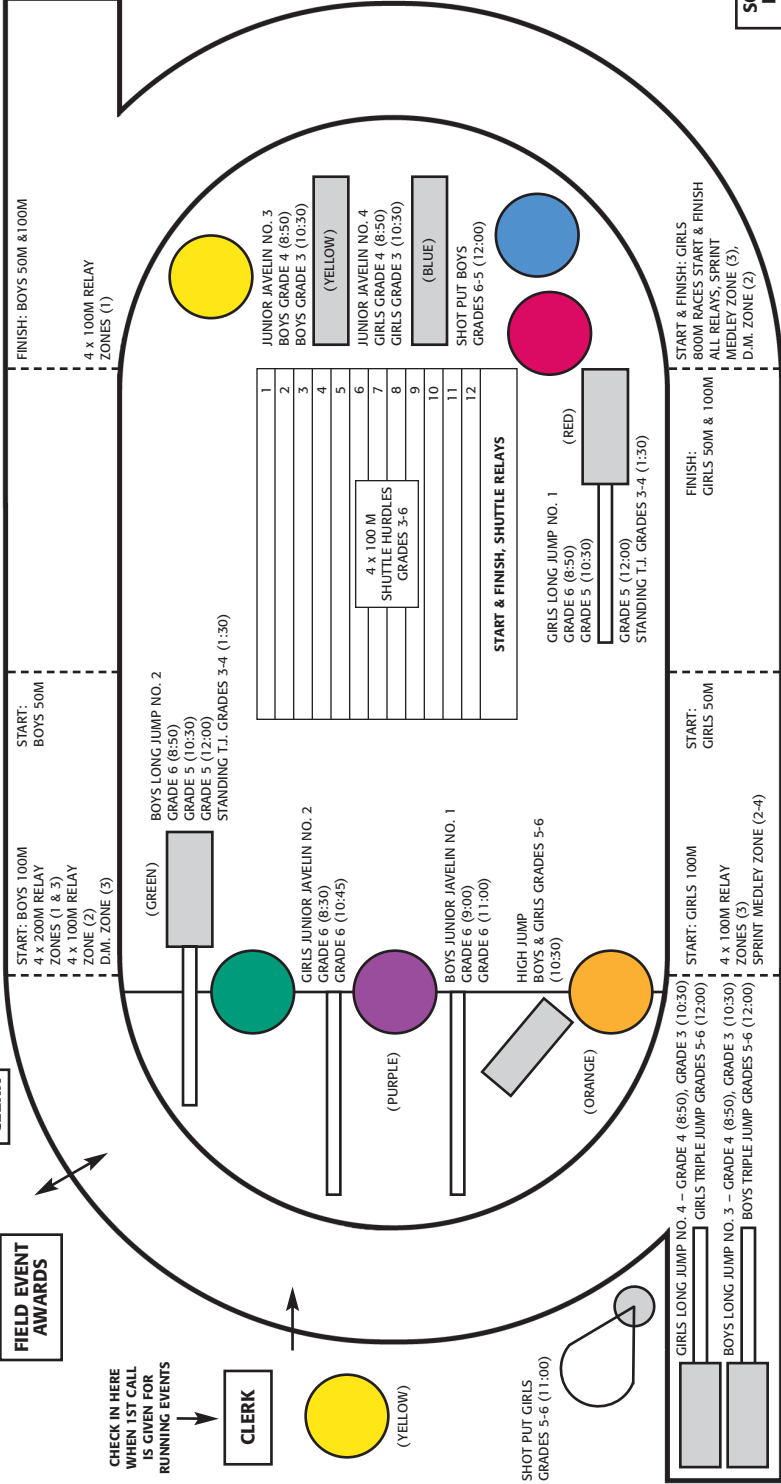 FIELD EVENT
AWARDS
CHECK IN HERE
WHEN 1ST CALL
IS GIVEN FOR
RUNNING EVENTS
CLERK
(YELLOW)
SHOT PUT GIRLS
GRADES 5-6 (11:00)
START: BOYS 100M
4 x 200M RELAY
ZONES (1 & 3)
4 x 100M RELAY
ZONE (2)
D.M. ZONE (3)
START:
BOYS 50M
FINISH: BOYS 50M &100M
4 x 100M RELAY
ZONES (1)
(GREEN)
BOYS LONG JUMP NO. 2
GRADE 6 (8:50)
GRADE 5 (10:30)
GRADE 5 (12:00)
STANDING T.J. GRADES 3-4 (1:30)
GIRLS JUNIOR JAVELIN NO. 2
GRADE 6 (8:30)
GRADE 6 (10:45)
(PURPLE)
BOYS JUNIOR JAVELIN NO. 1
GRADE 6 (9:00)
GRADE 6 (11:00)
HIGH JUMP
BOYS & GIRLS GRADES 5-6
(10:30)
(ORANGE)
1
2
3
4
5
6
7
8
9
10
11
12
4 x 100 M
SHUTTLE HURDLES
GRADES 3-6
START & FINISH, SHUTTLE RELAYS
JUNIOR JAVELIN NO. 3
BOYS GRADE 4 (8:50)
BOYS GRADE 3 (10:30)
(YELLOW)
JUNIOR JAVELIN NO. 4
GIRLS GRADE 4 (8:50)
GIRLS GRADE 3 (10:30)
(BLUE)
SHOT PUT BOYS
GRADES 6-5 (12:00)
(RED)
GIRLS LONG JUMP NO. 1
GRADE 6 (8:50)
GRADE 5 (10:30)
GRADE 5 (12:00)
STANDING T.J. GRADES 3-4 (1:30)
GIRLS LONG JUMP NO. 4 – GRADE 4 (8:50), GRADE 3 (10:30)
GIRLS TRIPLE JUMP GRADES 5-6 (12:00)
BOYS LONG JUMP NO. 3 – GRADE 4 (8:50), GRADE 3 (10:30)
BOYS TRIPLE JUMP GRADES 5-6 (12:00)
START: GIRLS 100M
4 x 100M RELAY
ZONES (3)
SPRINT MEDLEY ZONE (2-4)
START:
GIRLS 50M
FINISH:
GIRLS 50M & 100M
START & FINISH: GIRLS
800M RACES START & FINISH
ALL RELAYS, SPRINT
MEDLEY ZONE (3),
D.M. ZONE (2)